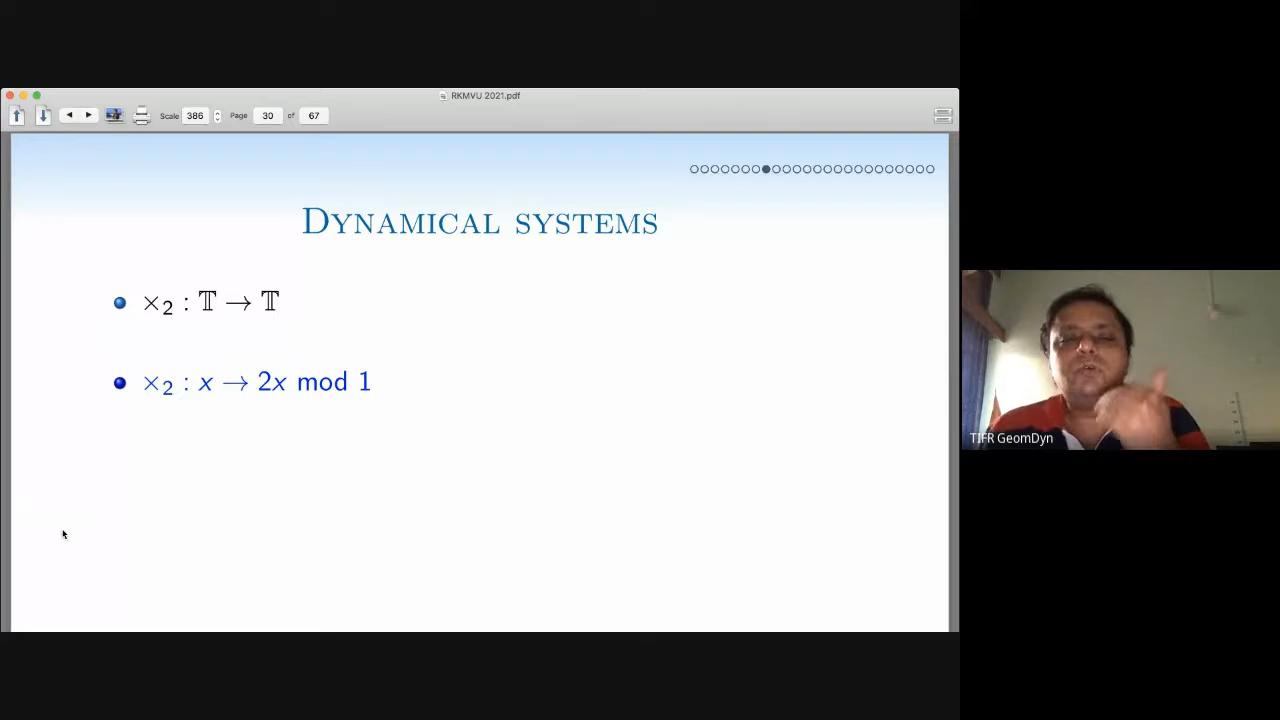 RKMVU 2021.pdf
Scale 386 Page 30 of 67
DYNAMICAL SYSTEMS
×₂ : 𝕋 → 𝕋
×₂ : x → 2x mod 1
TIFR GeomDyn